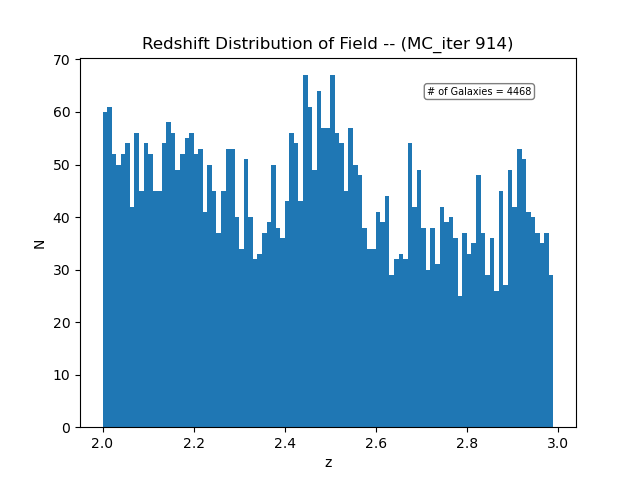 Redshift Distribution of Field -- (MC_iter 914)
# of Galaxies = 4468
70
60
50
40
30
20
10
0
N
2.0 2.2 2.4 2.6 2.8 3.0
z